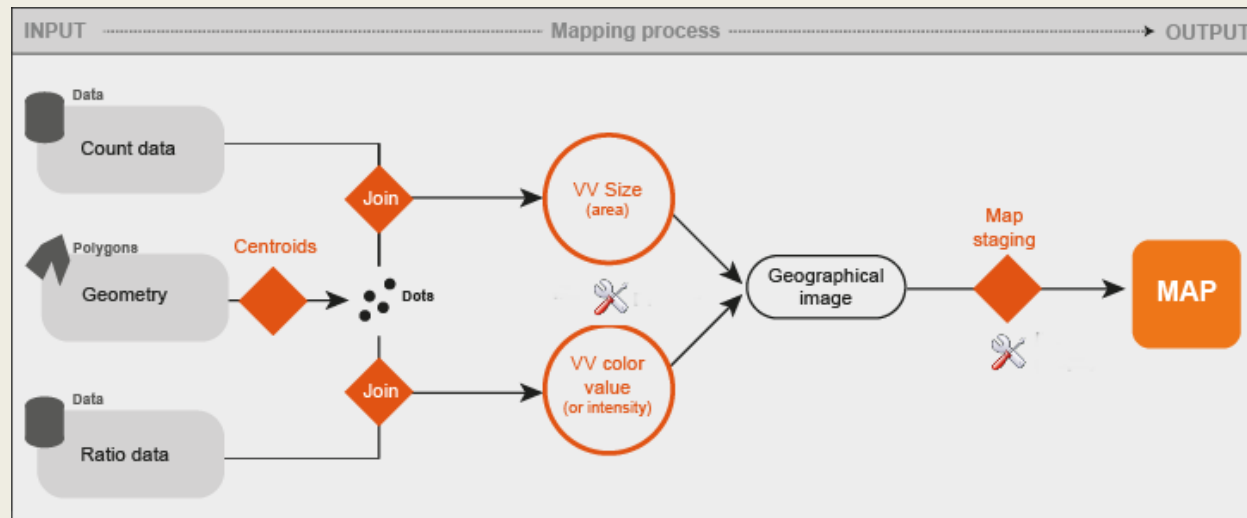 INPUT
Mapping process
OUTPUT
Data
Count data
Join
VV Size
(area)
Polygons
Geometry
Centroids
Dots
Geographical
image
Map
staging
MAP
Data
Ratio data
Join
VV color
value
(or intensity)